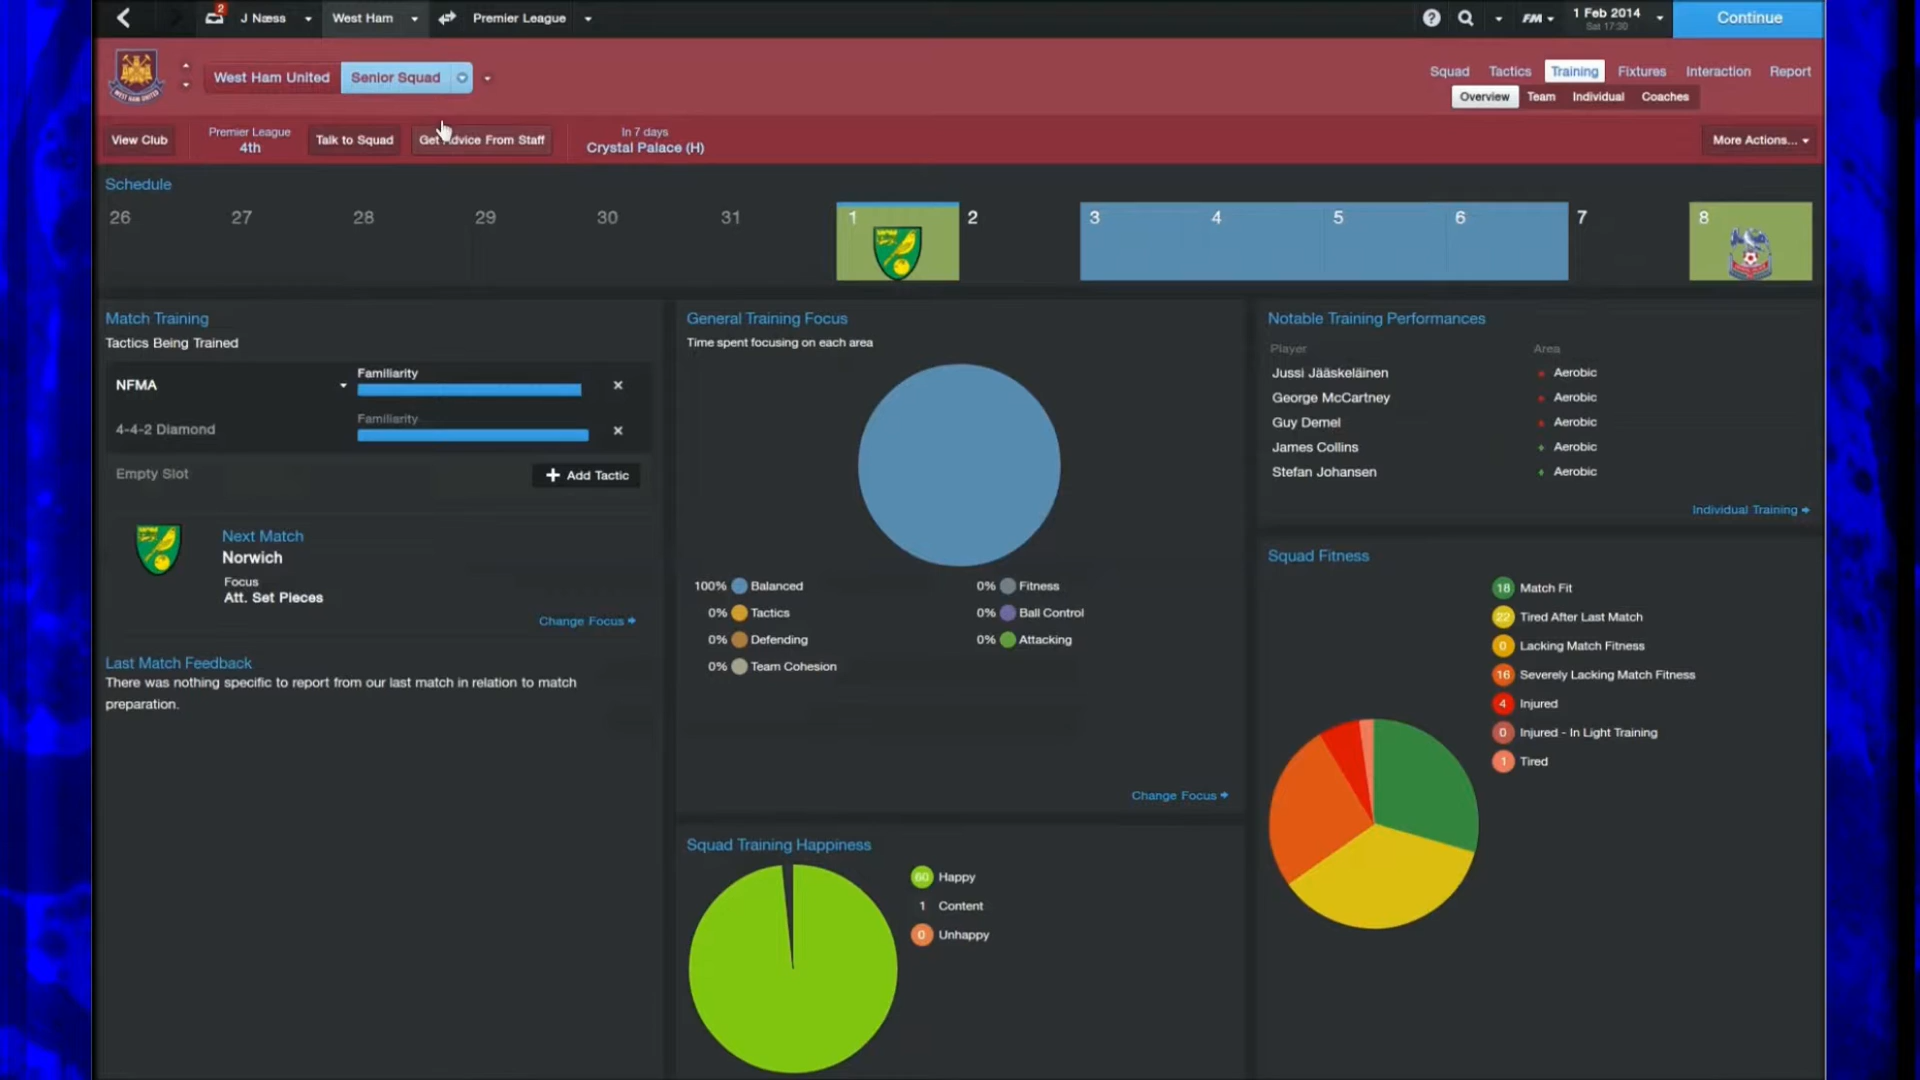 2
J Næss
West Ham
Premier League
FM
1 Feb 2014
Sat 17:30
Continue
West Ham United
Senior Squad
Squad
Tactics
Training
Fixtures
Interaction
Report
Overview
Team
Individual
Coaches
View Club
Premier League
4th
Talk to Squad
Get Advice From Staff
In 7 days
Crystal Palace (H)
More Actions...
Schedule
26 27 28 29 30 31 1 2 3 4 5 6 7 8
Match Training
Tactics Being Trained
NFMA
Familiarity
4-4-2 Diamond
Familiarity
Empty Slot
Add Tactic
Next Match
Norwich
Focus
Att. Set Pieces
Change Focus
Last Match Feedback
There was nothing specific to report from our last match in relation to match
preparation.
General Training Focus
Time spent focusing on each area
100% Balanced
0% Fitness
0% Tactics
0% Ball Control
0% Defending
0% Attacking
0% Team Cohesion
Change Focus
Squad Training Happiness
60 Happy
1 Content
0 Unhappy
Notable Training Performances
Player Area
Jussi Jääskeläinen Aerobic
George McCartney Aerobic
Guy Demel Aerobic
James Collins Aerobic
Stefan Johansen Aerobic
Individual Training
Squad Fitness
18 Match Fit
22 Tired After Last Match
0 Lacking Match Fitness
16 Severely Lacking Match Fitness
4 Injured
0 Injured - In Light Training
1 Tired